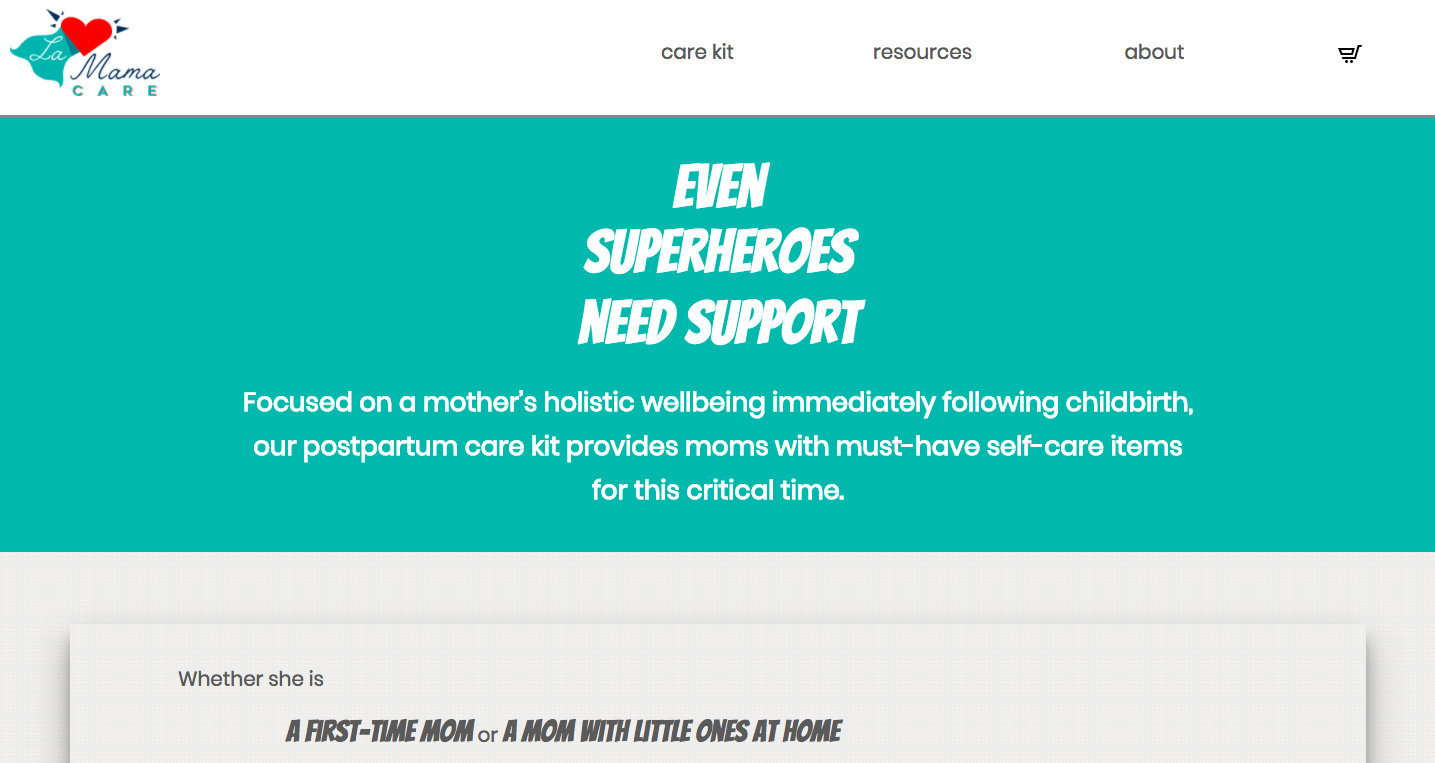 La
Mama
CARE
care kit
resources
about
EVEN
SUPERHEROES
NEED SUPPORT
Focused on a mother's holistic wellbeing immediately following childbirth,
our postpartum care kit provides moms with must-have self-care items
for this critical time.
Whether she is
A FIRST-TIME MOM or A MOM WITH LITTLE ONES AT HOME